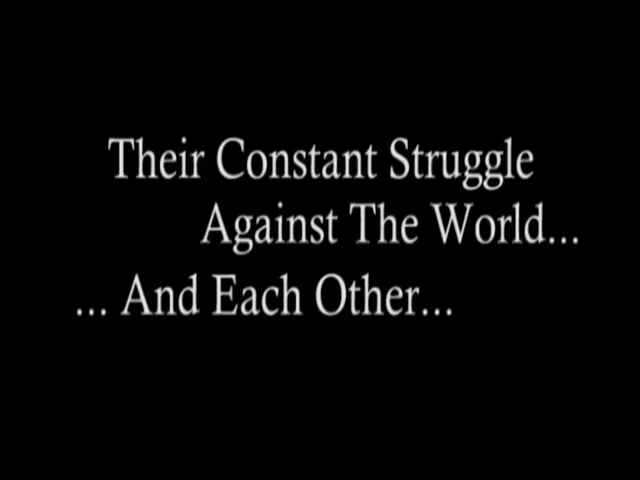 Their Constant Struggle
Against The World...
... And Each Other...